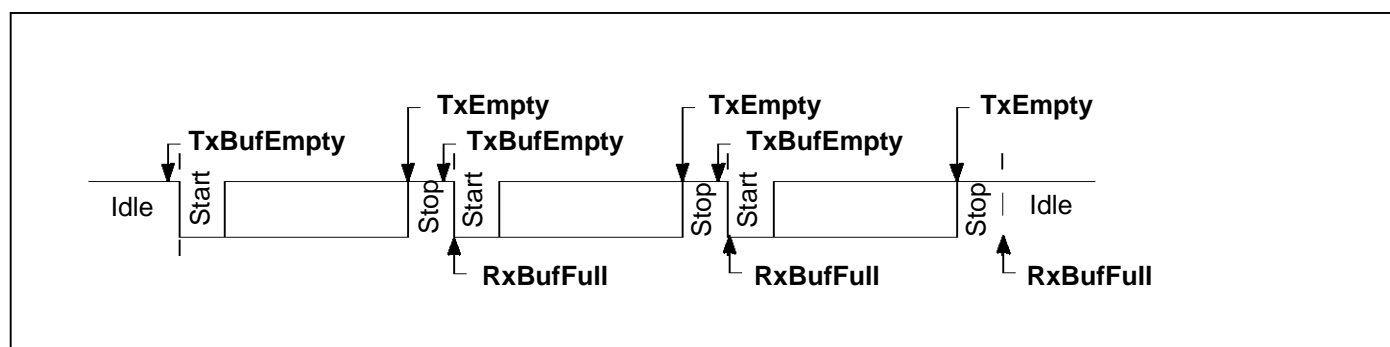 TxEmpty TxEmpty TxEmpty
TxBufEmpty TxBufEmpty TxBufEmpty
Idle Start Stop Start Stop Start Stop Idle
RxBufFull RxBufFull RxBufFull